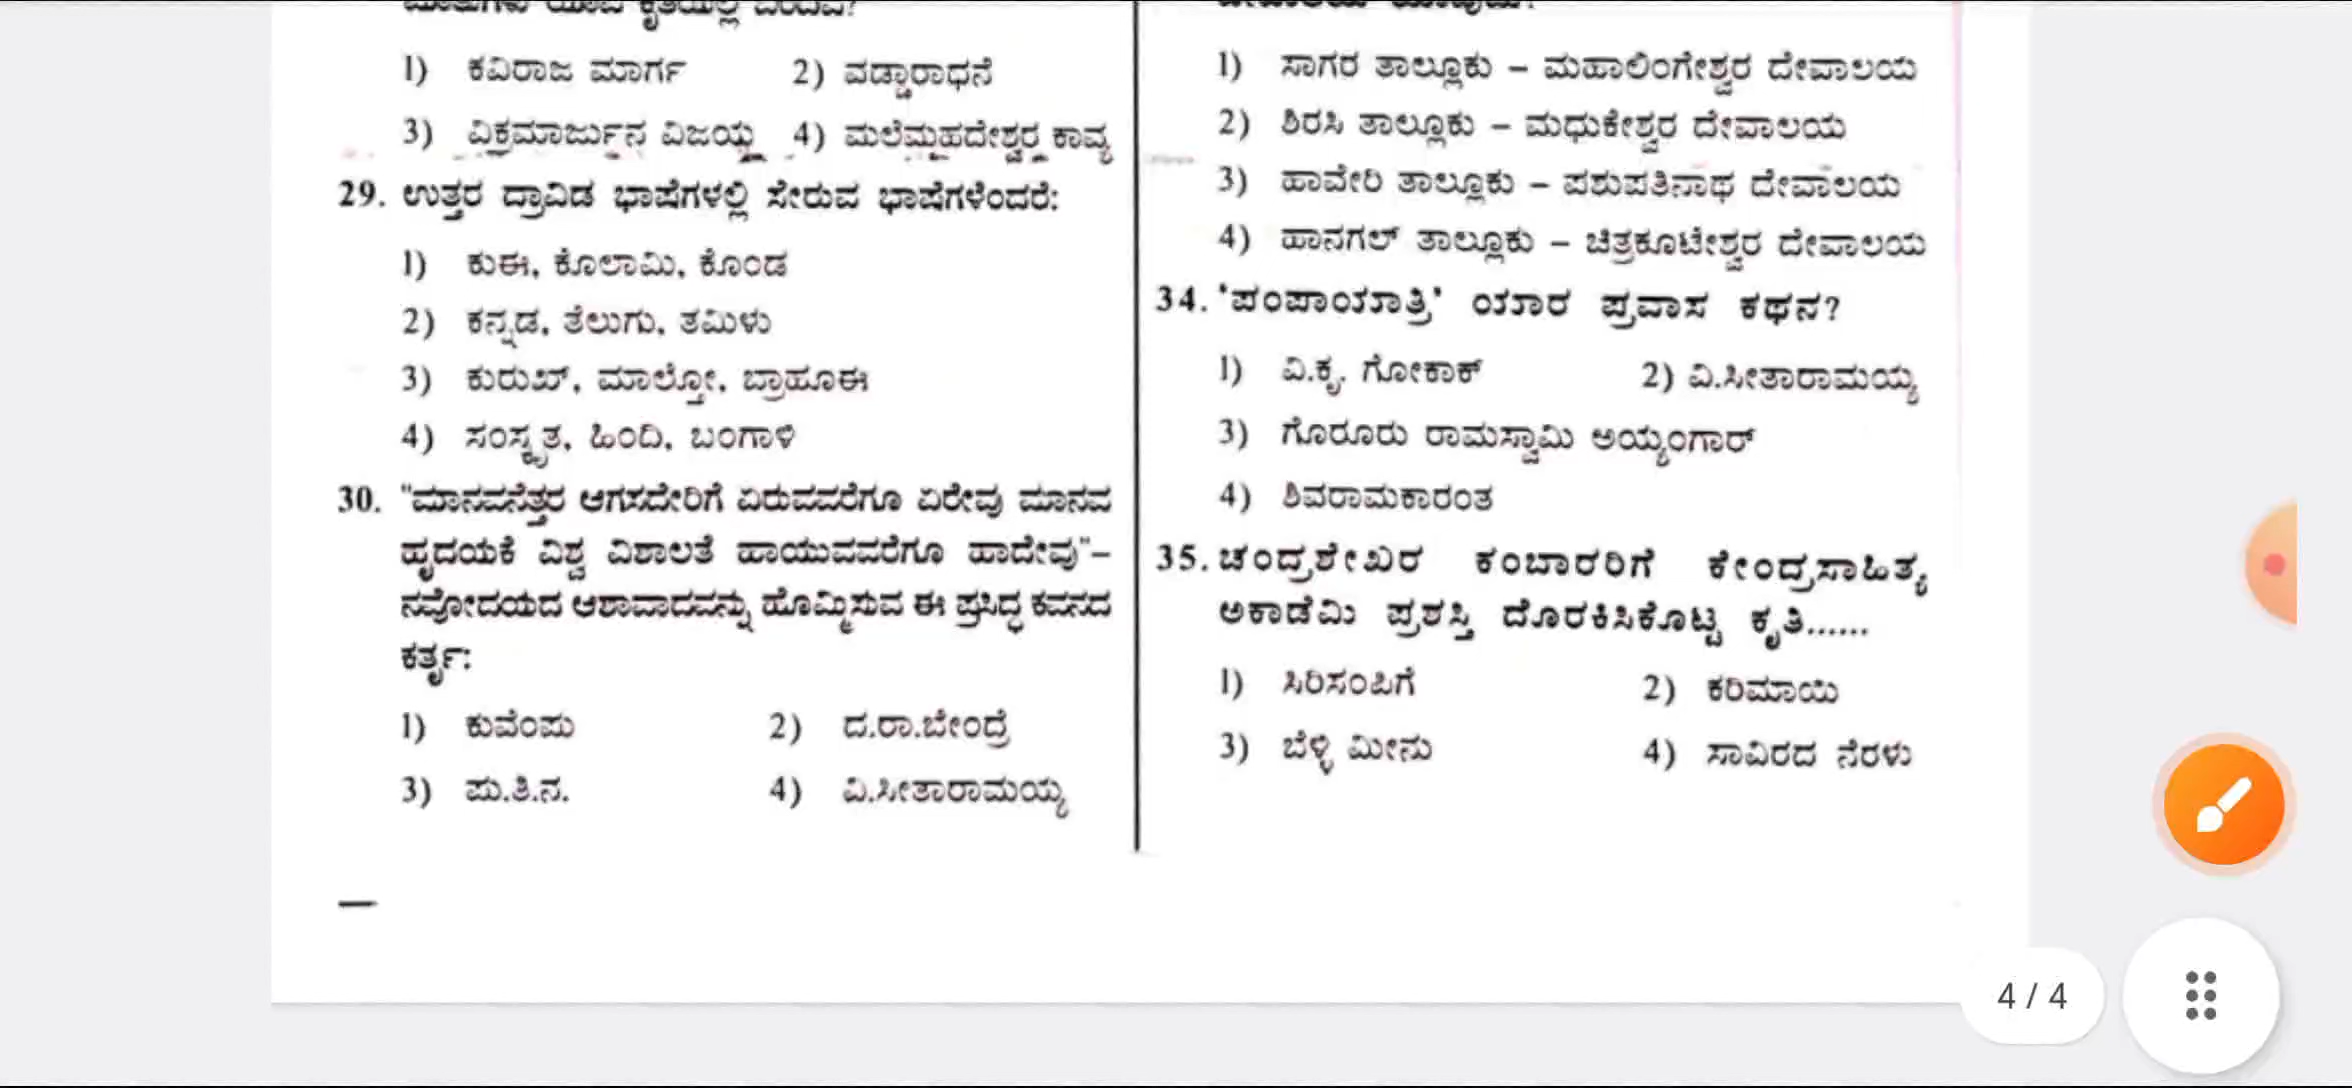 1) ಕವಿರಾಜ ಮಾರ್ಗ 2) ವಡ್ಡಾರಾಧನೆ
3) ವಿಕ್ರಮಾರ್ಜುನ ವಿಜಯ 4) ಮಲೆಮಹದೇಶ್ವರ ಕಾವ್ಯ
29. ಉತ್ತರ ದ್ರಾವಿಡ ಭಾಷೆಗಳಲ್ಲಿ ಸೇರುವ ಭಾಷೆಗಳೆಂದರೆ:
1) ಕುಈ, ಕೊಲಾಮಿ, ಕೊಂಡ
2) ಕನ್ನಡ, ತೆಲುಗು, ತಮಿಳು
3) ಕುರುಖ್, ಮಾಲ್ತೋ, ಬ್ರಾಹೂಈ
4) ಸಂಸ್ಕೃತ, ಹಿಂದಿ, ಬಂಗಾಳಿ
30. "ಮಾನವನೆತ್ತರ ಆಗಸದೇರಿಗೆ ಏರುವವರೆಗೂ ಏರೇವು ಮಾನವ
ಹೃದಯಕೆ ವಿಶ್ವ ವಿಶಾಲತೆ ಹಾಯುವವರೆಗೂ ಹಾದೇವು"–
ನವೋದಯದ ಆಶಾವಾದವನ್ನು ಹೊಮ್ಮಿಸುವ ಈ ಪ್ರಸಿದ್ಧ ಕವನದ
ಕರ್ತೃ:
1) ಕುವೆಂಪು 2) ದ.ರಾ.ಬೇಂದ್ರೆ
3) ಪು.ತಿ.ನ. 4) ವಿ.ಸೀತಾರಾಮಯ್ಯ
1) ಸಾಗರ ತಾಲ್ಲೂಕು – ಮಹಾಲಿಂಗೇಶ್ವರ ದೇವಾಲಯ
2) ಶಿರಸಿ ತಾಲ್ಲೂಕು – ಮಧುಕೇಶ್ವರ ದೇವಾಲಯ
3) ಹಾವೇರಿ ತಾಲ್ಲೂಕು – ಪಶುಪತಿನಾಥ ದೇವಾಲಯ
4) ಹಾನಗಲ್ ತಾಲ್ಲೂಕು – ಚಿತ್ರಕೂಟೇಶ್ವರ ದೇವಾಲಯ
34. 'ಪಂಪಾಯಾತ್ರಿ' ಯಾರ ಪ್ರವಾಸ ಕಥನ?
1) ವಿ.ಕೃ. ಗೋಕಾಕ್ 2) ವಿ.ಸೀತಾರಾಮಯ್ಯ
3) ಗೊರೂರು ರಾಮಸ್ವಾಮಿ ಅಯ್ಯಂಗಾರ್
4) ಶಿವರಾಮಕಾರಂತ
35. ಚಂದ್ರಶೇಖರ ಕಂಬಾರರಿಗೆ ಕೇಂದ್ರಸಾಹಿತ್ಯ
ಅಕಾಡೆಮಿ ಪ್ರಶಸ್ತಿ ದೊರಕಿಸಿಕೊಟ್ಟ ಕೃತಿ......
1) ಸಿರಿಸಂಪಿಗೆ 2) ಕರಿಮಾಯಿ
3) ಬೆಳ್ಳಿ ಮೀನು 4) ಸಾವಿರದ ನೆರಳು
4 / 4